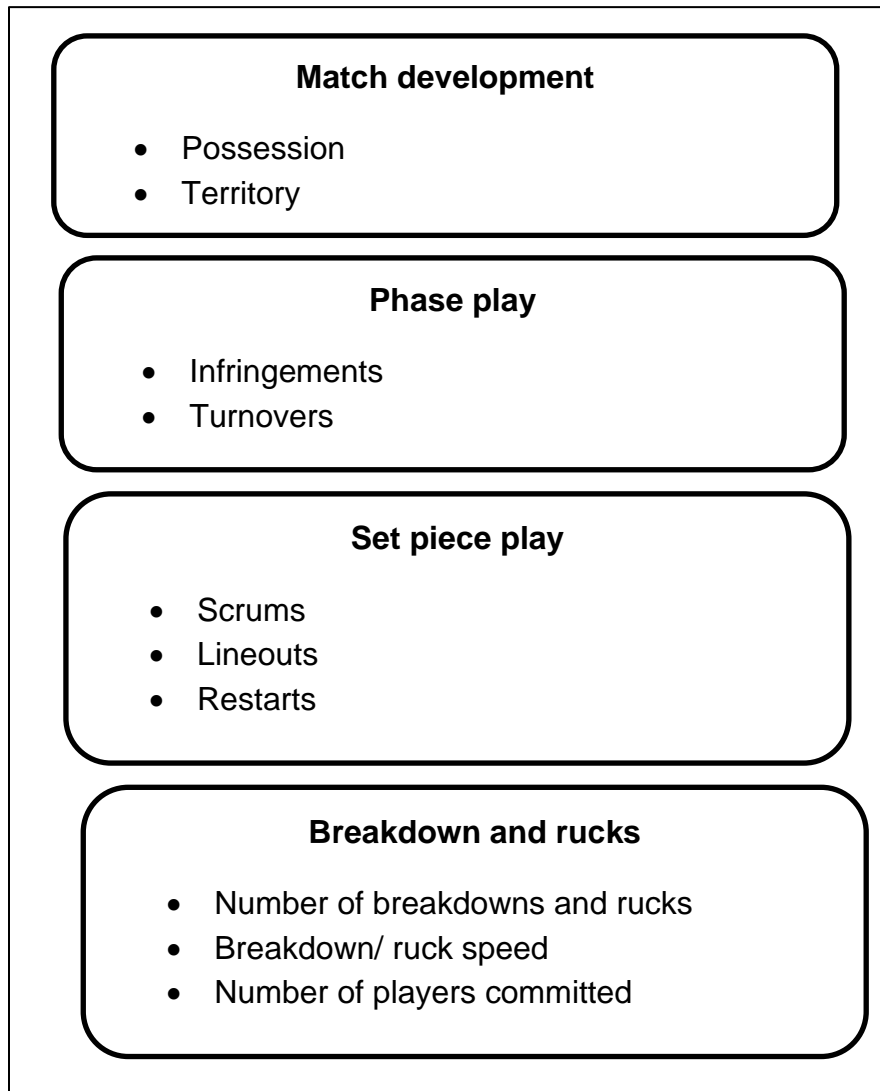 Match development
• Possession
• Territory
Phase play
• Infringements
• Turnovers
Set piece play
• Scrums
• Lineouts
• Restarts
Breakdown and rucks
• Number of breakdowns and rucks
• Breakdown/ ruck speed
• Number of players committed